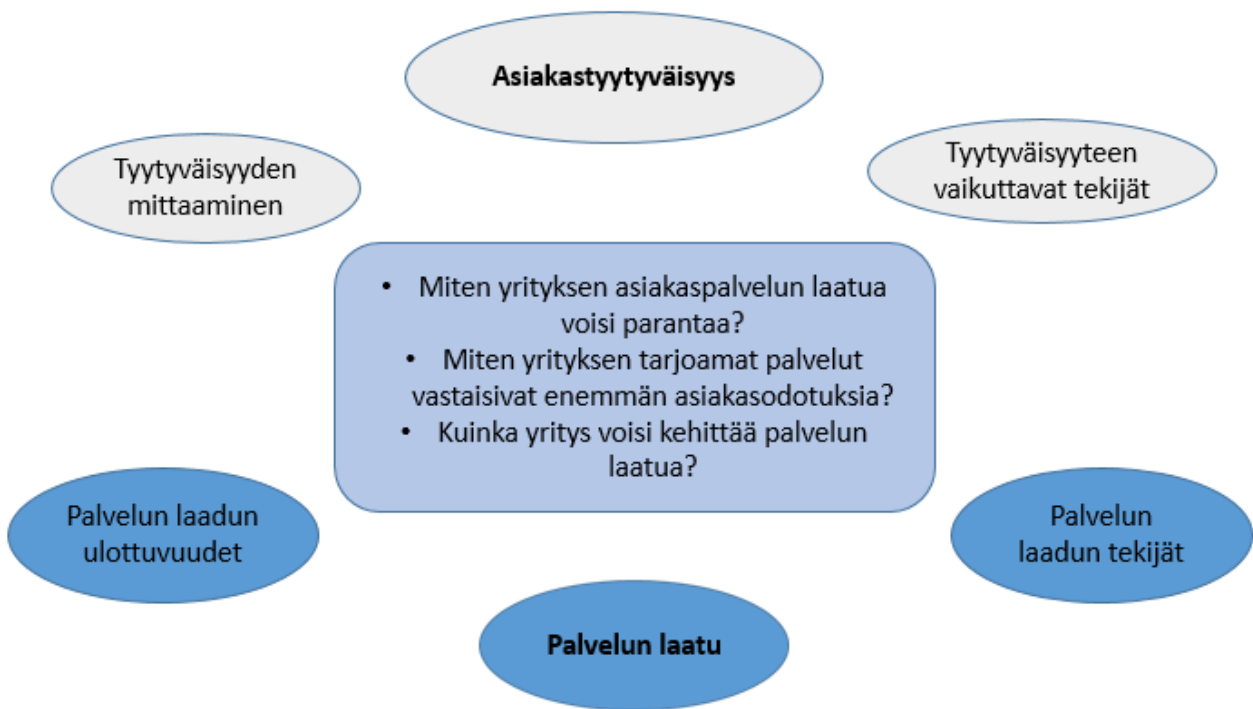 Asiakastyytyväisyys
Tyytyväisyyden
mittaaminen
Tyytyväisyyteen
vaikuttavat tekijät
• Miten yrityksen asiakaspalvelun laatua
voisi parantaa?
• Miten yrityksen tarjoamat palvelut
vastaisivat enemmän asiakasodotuksia?
• Kuinka yritys voisi kehittää palvelun
laatua?
Palvelun laadun
ulottuvuudet
Palvelun
laadun tekijät
Palvelun laatu